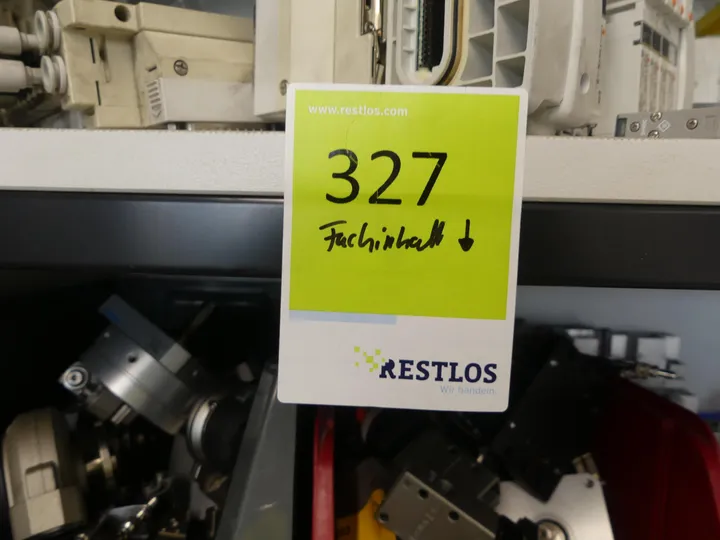 www.restlos.com
327
Fachinhalt ↓
RESTLOS
Wir handeln.